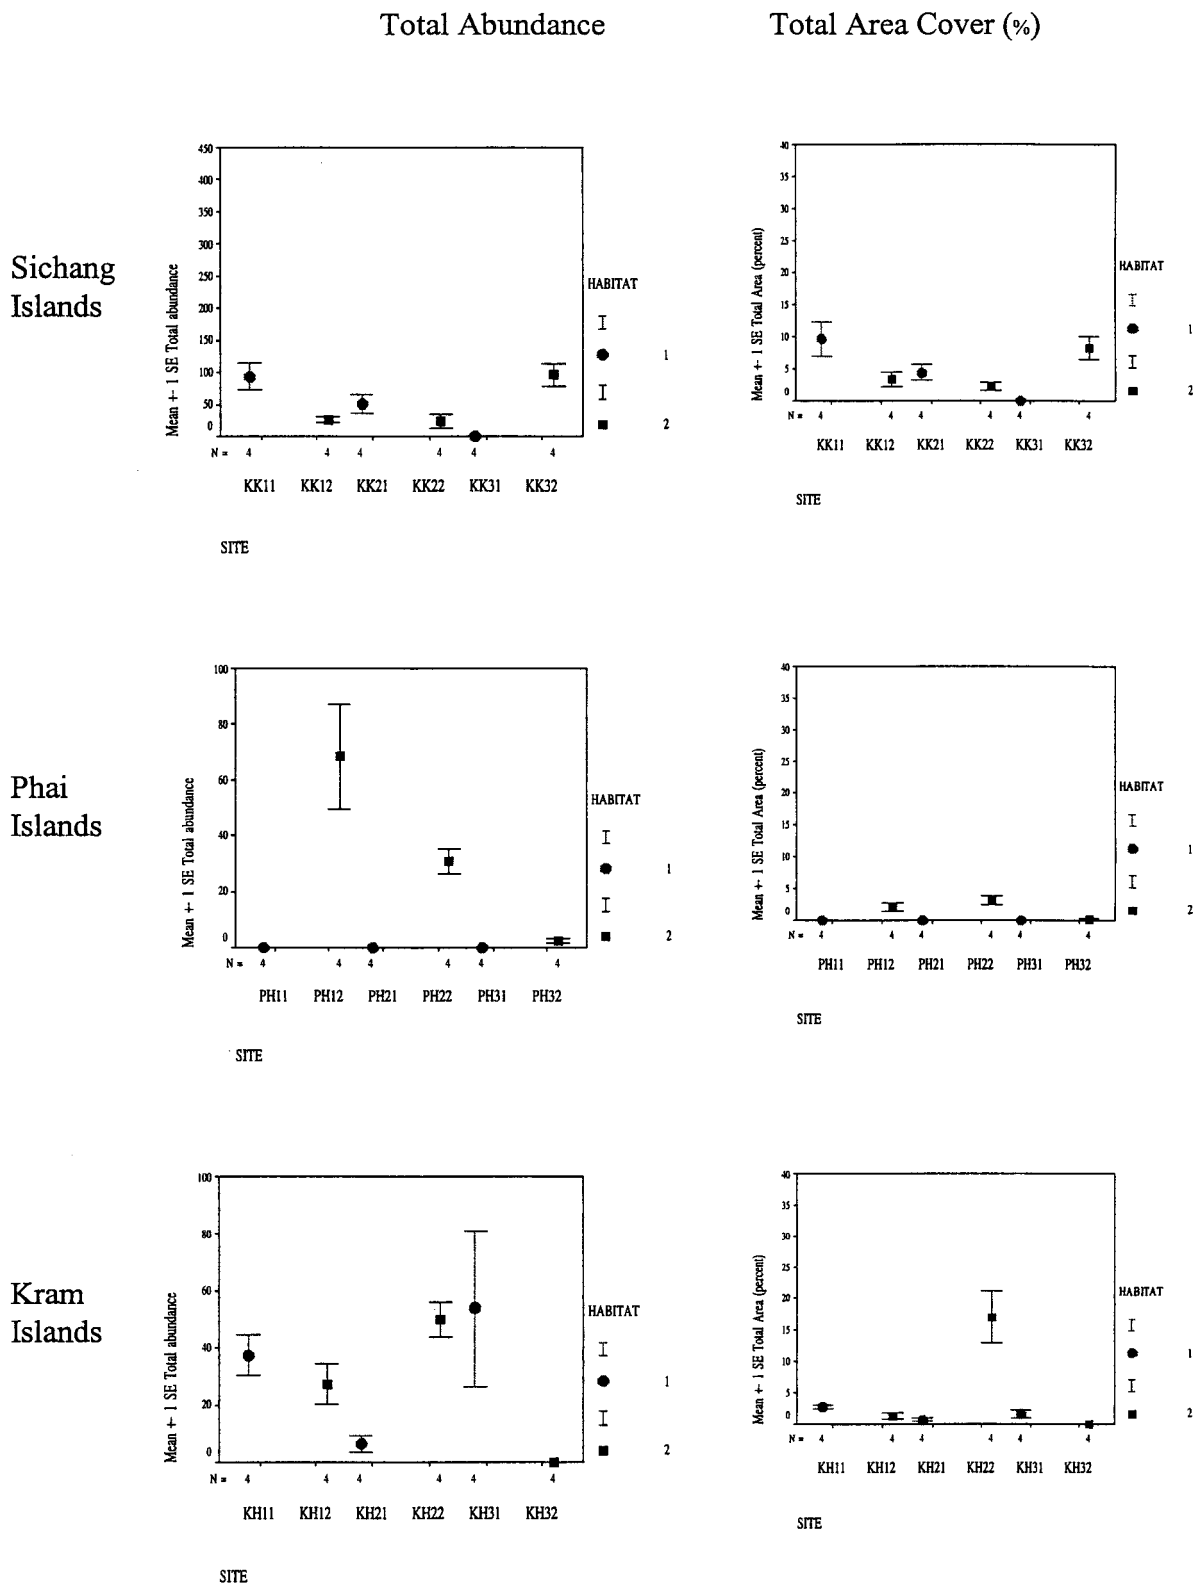 Total Abundance
Total Area Cover (%)
Sichang
Islands
Mean +- 1 SE Total abundance
450
400
350
300
250
200
150
100
50
0
N = 4 4 4 4 4 4
KK11 KK12 KK21 KK22 KK31 KK32
SITE
HABITAT
1
2
Mean +- 1 SE Total Area (percent)
40
35
30
25
20
15
10
5
0
N = 4 4 4 4 4 4
KK11 KK12 KK21 KK22 KK31 KK32
SITE
HABITAT
1
2
Phai
Islands
Mean +- 1 SE Total abundance
100
80
60
40
20
0
N = 4 4 4 4 4 4
PH11 PH12 PH21 PH22 PH31 PH32
SITE
HABITAT
1
2
Mean +- 1 SE Total Area (percent)
40
35
30
25
20
15
10
5
0
N = 4 4 4 4 4 4
PH11 PH12 PH21 PH22 PH31 PH32
SITE
HABITAT
1
2
Kram
Islands
Mean +- 1 SE Total abundance
100
80
60
40
20
0
N = 4 4 4 4 4 4
KH11 KH12 KH21 KH22 KH31 KH32
SITE
HABITAT
1
2
Mean +- 1 SE Total Area (percent)
40
35
30
25
20
15
10
5
0
N = 4 4 4 4 4 4
KH11 KH12 KH21 KH22 KH31 KH32
SITE
HABITAT
1
2